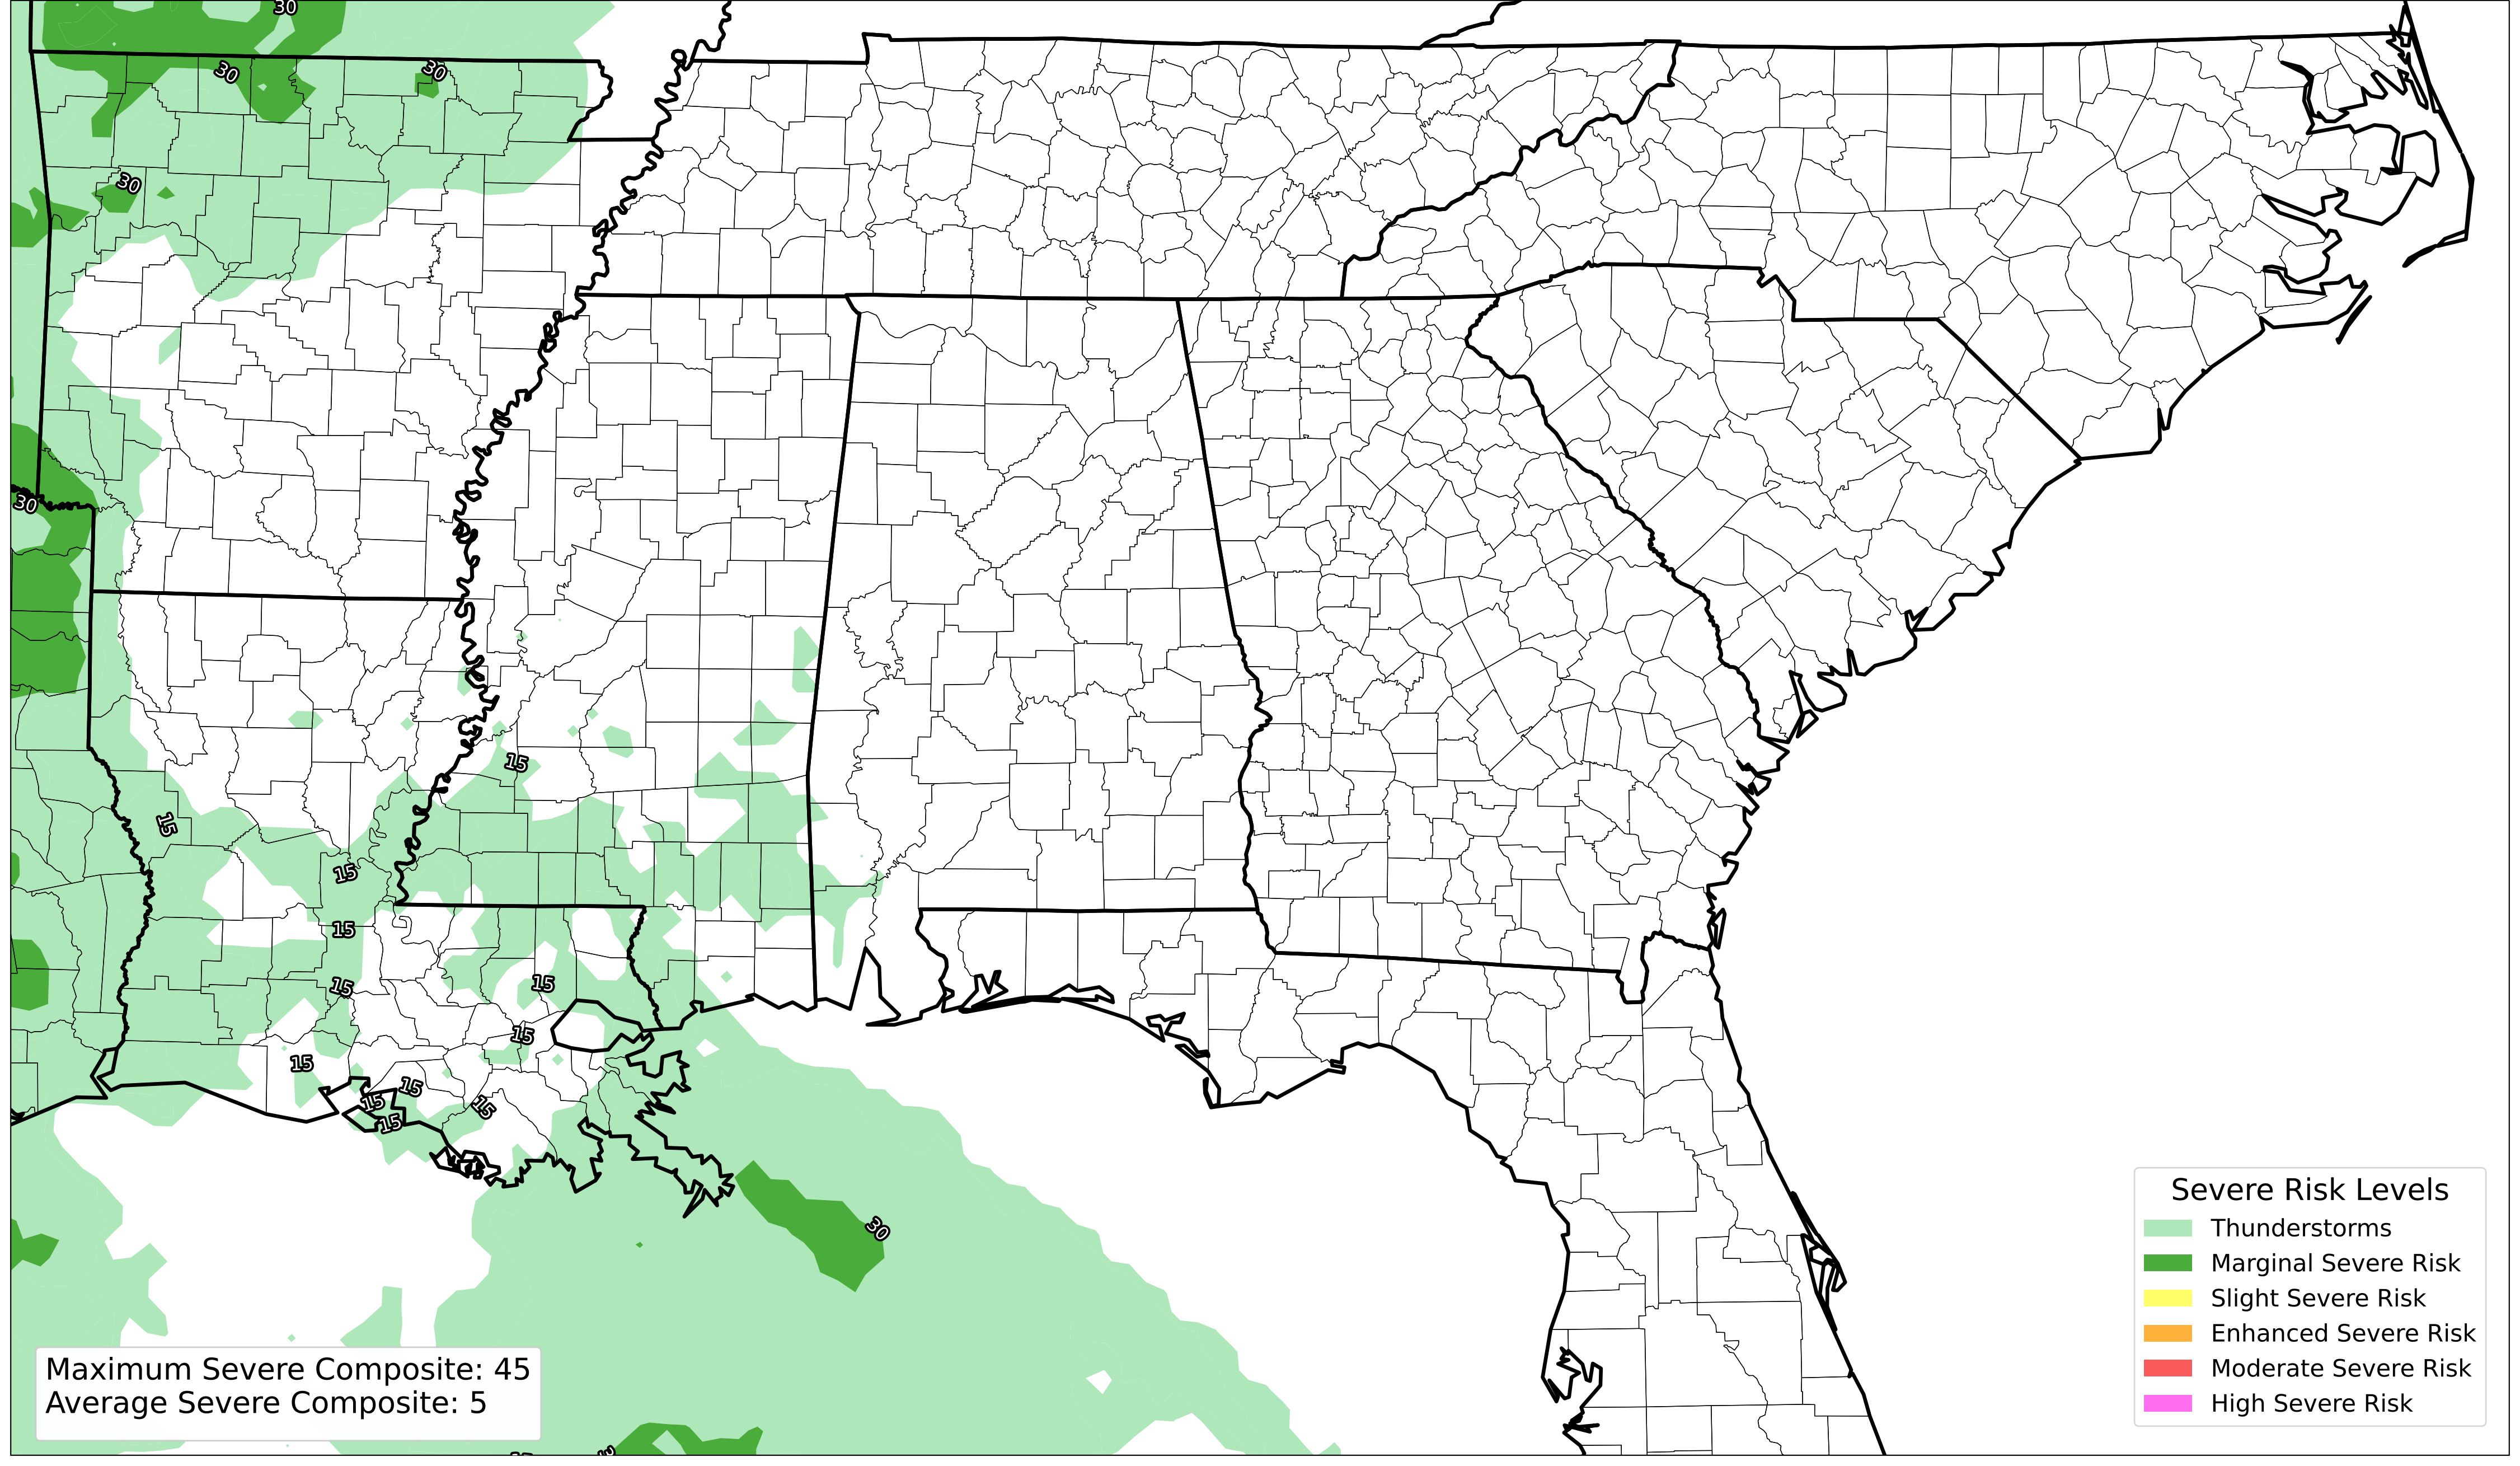 30
30
30
30
30
15
15
15
15
15
15
15
15
15
15
15
15
30
Severe Risk Levels
Thunderstorms
Marginal Severe Risk
Slight Severe Risk
Enhanced Severe Risk
Moderate Severe Risk
High Severe Risk
Maximum Severe Composite: 45
Average Severe Composite: 5